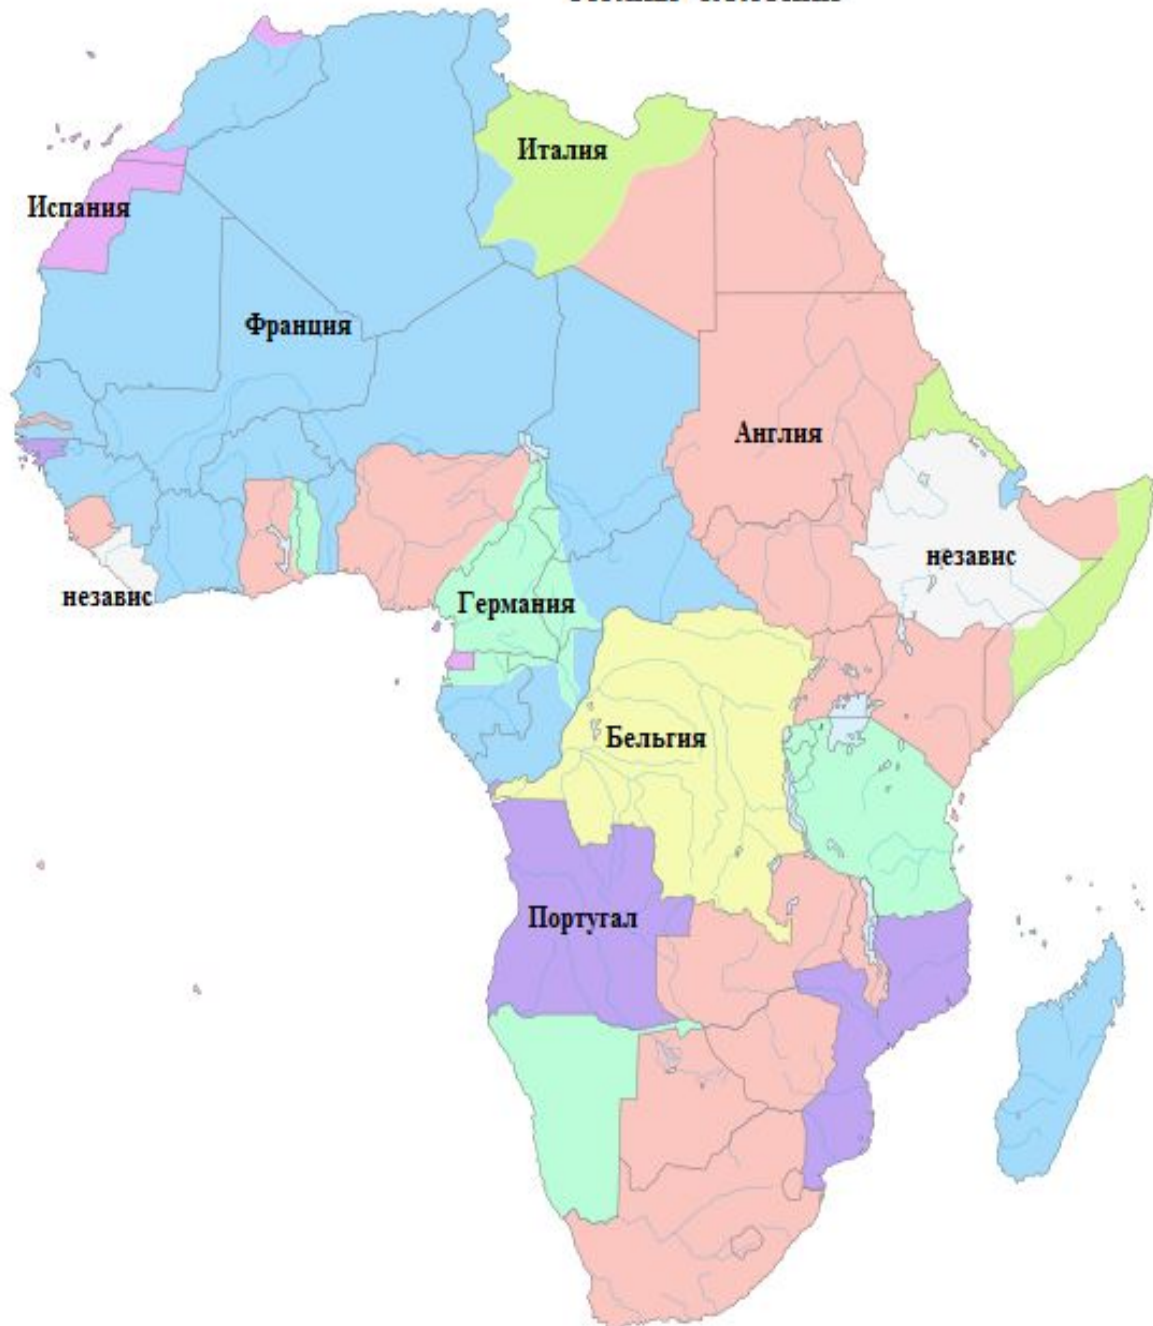 Италия
Испания
Франция
Англия
независ
независ
Германия
Бельгия
Португал